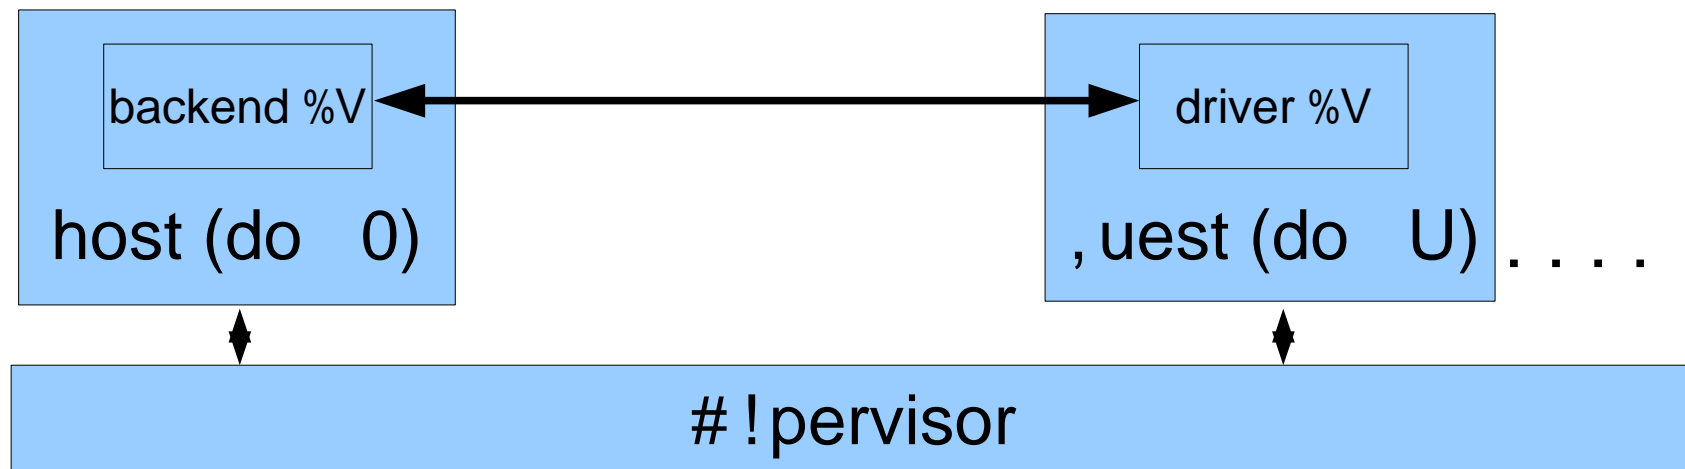 backend %V
driver %V
host (do 0)
,uest (do U) . . . .
#!pervisor